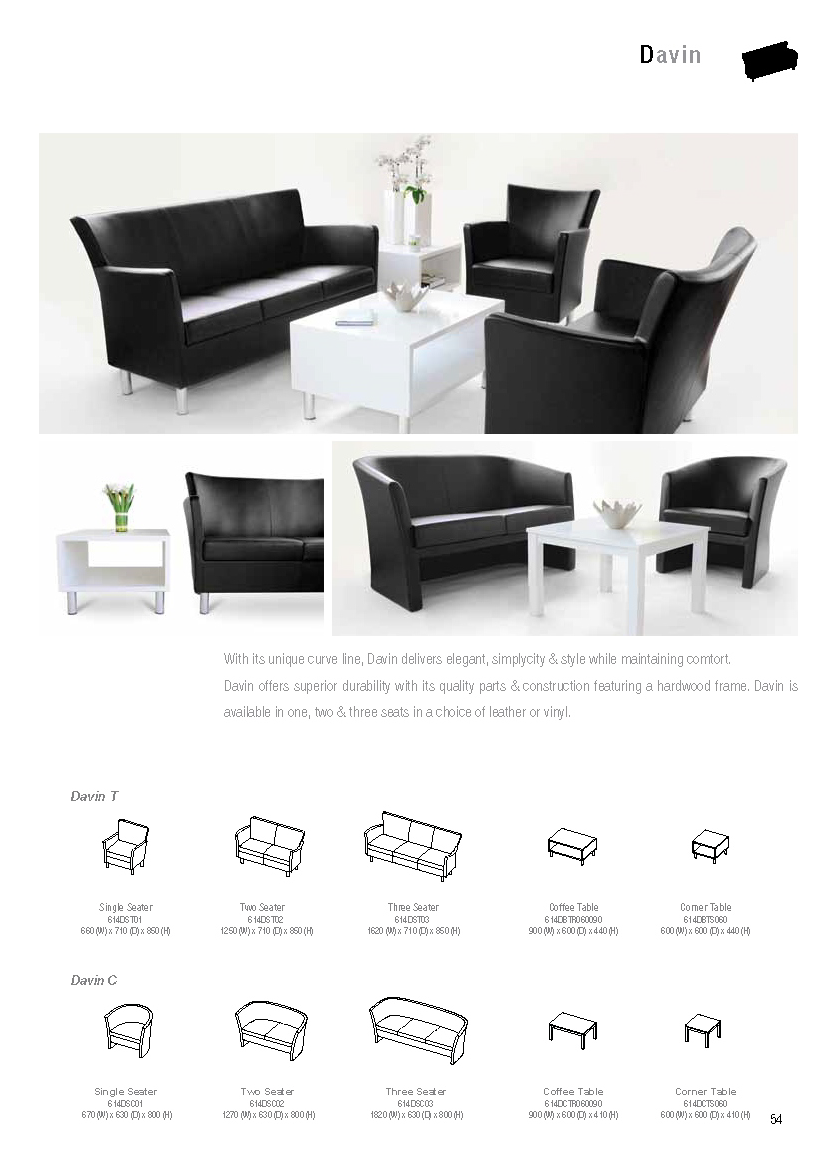 Davin
With its unique curve line, Davin delivers elegant, simplycity & style while maintaining comtort.
Davin offers superior durability with its quality parts & construction featuring a hardwood frame. Davin is
available in one, two & three seats in a choice of leather or vinyl.
Davin T
Single Seater Two Seater Three Seater Coffee Table Corner Table
614DST01 614DST02 614DST03 614DBTR060090 614DBTS060
660 (W) x 710 (D) x 850 (H) 1250 (W) x 710 (D) x 850 (H) 1620 (W) x 710 (D) x 850 (H) 900 (W) x 600 (D) x 440 (H) 600 (W) x 600 (D) x 440 (H)
Davin C
Single Seater Two Seater Three Seater Coffee Table Corner Table
614DSC01 614DSC02 614DSC03 614DCTR060090 614DCTS060
670 (W) x 630 (D) x 800 (H) 1270 (W) x 630 (D) x 800 (H) 1820 (W) x 630 (D) x 800 (H) 900 (W) x 600 (D) x 410 (H) 600 (W) x 600 (D) x 410 (H)
54